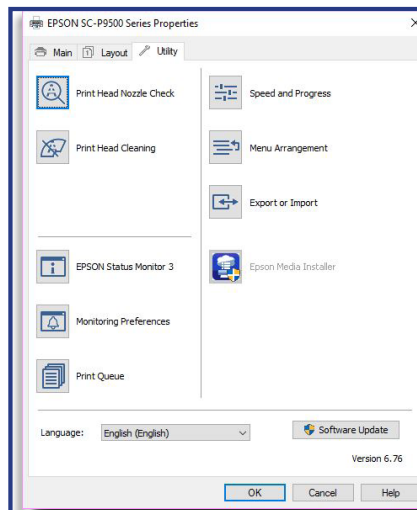 EPSON SC-P9500 Series Properties
Main
Layout
Utility
Print Head Nozzle Check
Speed and Progress
Print Head Cleaning
Menu Arrangement
Export or Import
EPSON Status Monitor 3
Epson Media Installer
Monitoring Preferences
Print Queue
Language:
English (English)
Software Update
Version 6.76
OK
Cancel
Help